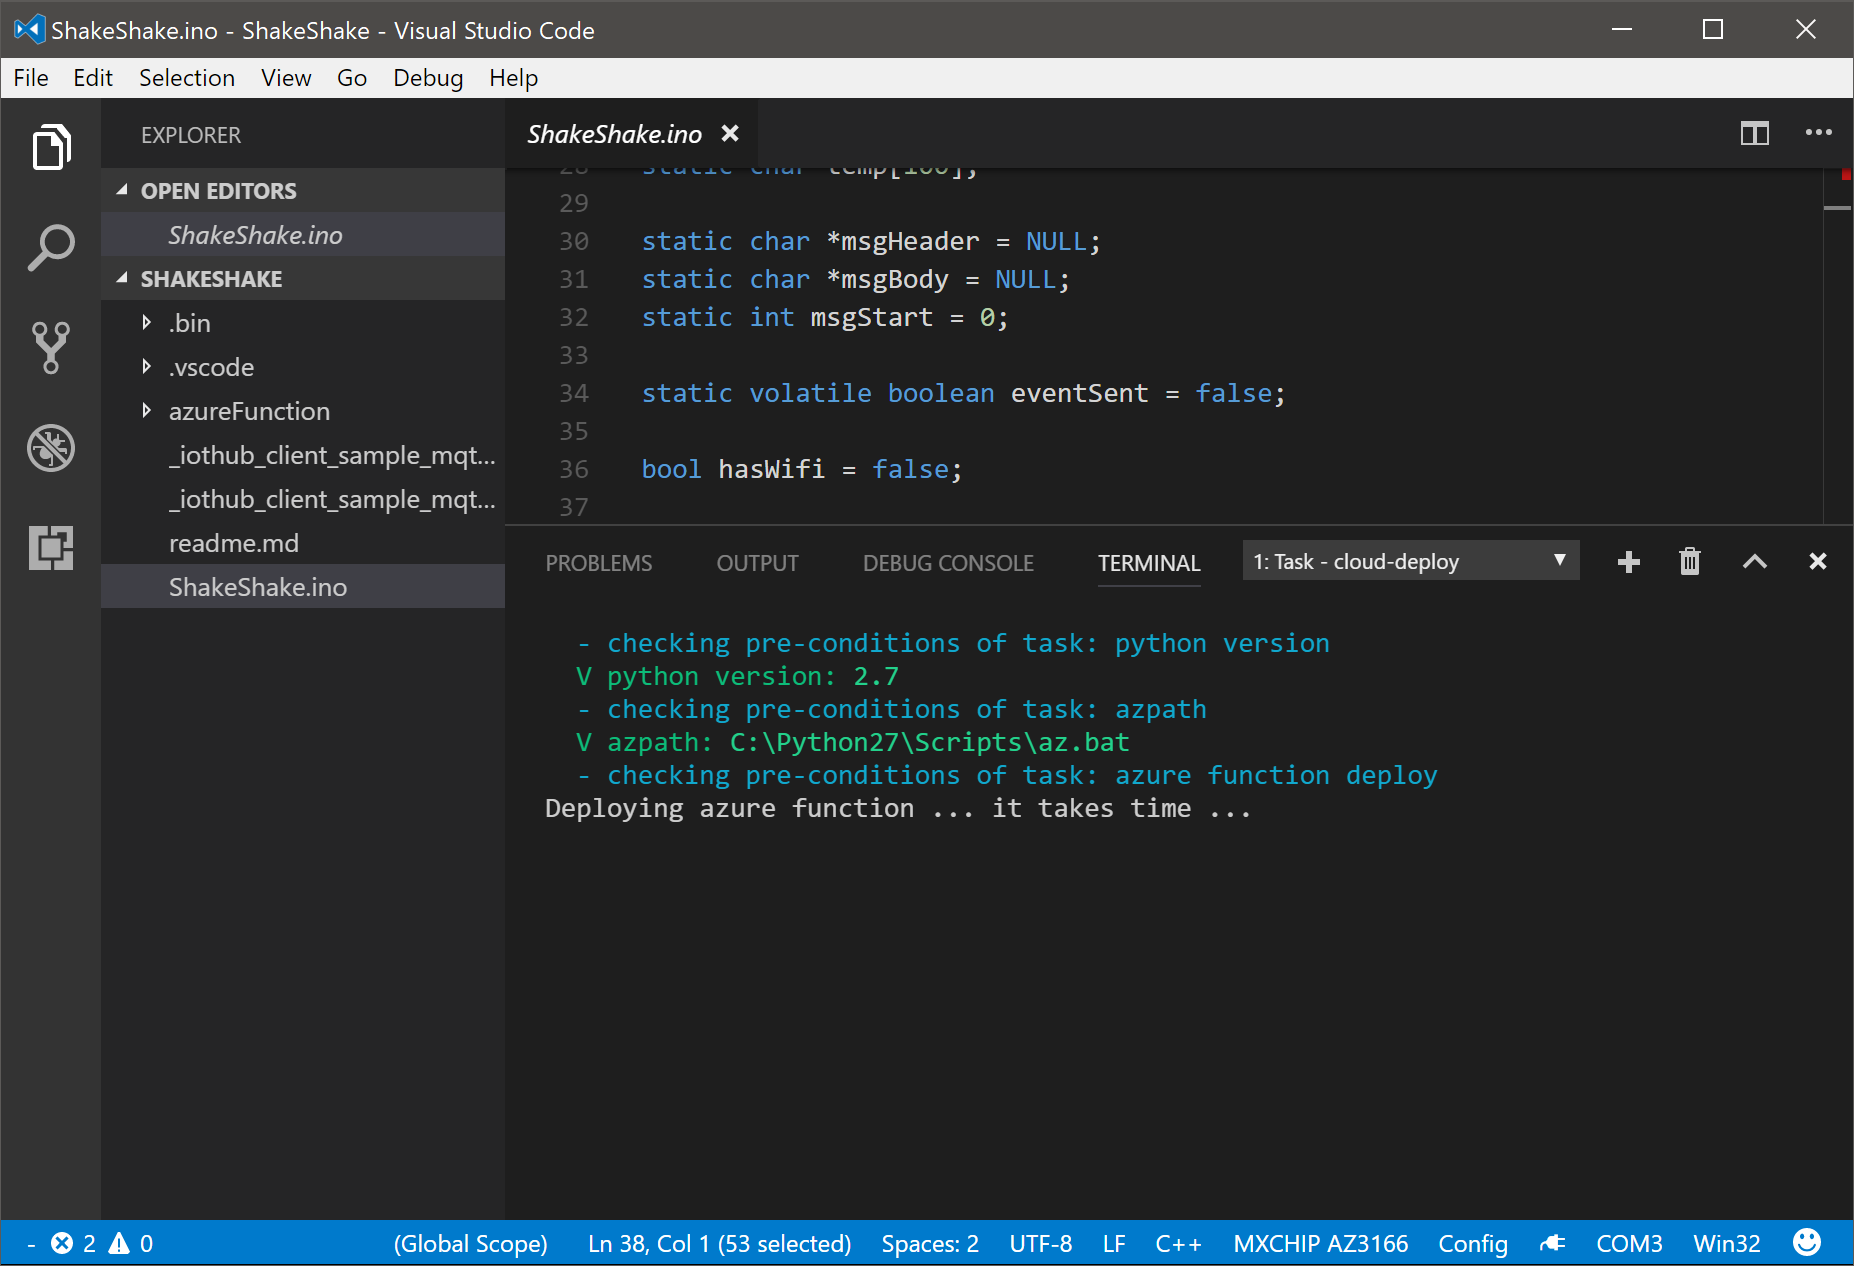 ShakeShake.ino - ShakeShake - Visual Studio Code
File Edit Selection View Go Debug Help
EXPLORER
OPEN EDITORS
ShakeShake.ino
SHAKESHAKE
.bin
.vscode
azureFunction
_iothub_client_sample_mqt...
_iothub_client_sample_mqt...
readme.md
ShakeShake.ino
ShakeShake.ino
28 static char temp[100];
29
30 static char *msgHeader = NULL;
31 static char *msgBody = NULL;
32 static int msgStart = 0;
33
34 static volatile boolean eventSent = false;
35
36 bool hasWifi = false;
37
PROBLEMS OUTPUT DEBUG CONSOLE TERMINAL 1: Task - cloud-deploy
- checking pre-conditions of task: python version
V python version: 2.7
- checking pre-conditions of task: azpath
V azpath: C:\Python27\Scripts\az.bat
- checking pre-conditions of task: azure function deploy
Deploying azure function ... it takes time ...
- 2 0 (Global Scope) Ln 38, Col 1 (53 selected) Spaces: 2 UTF-8 LF C++ MXCHIP AZ3166 Config COM3 Win32